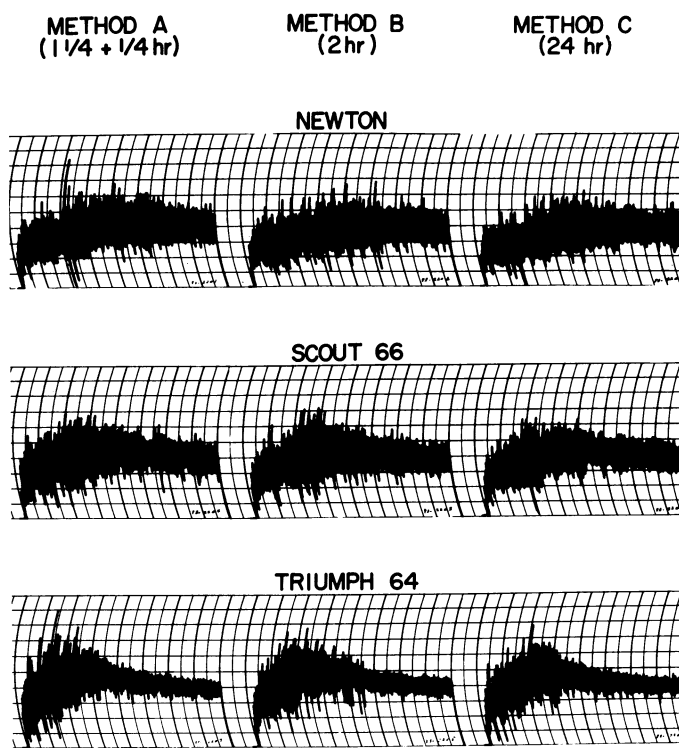 METHOD A
(1 1/4 + 1/4 hr)
METHOD B
(2 hr)
METHOD C
(24 hr)
NEWTON
SCOUT 66
TRIUMPH 64